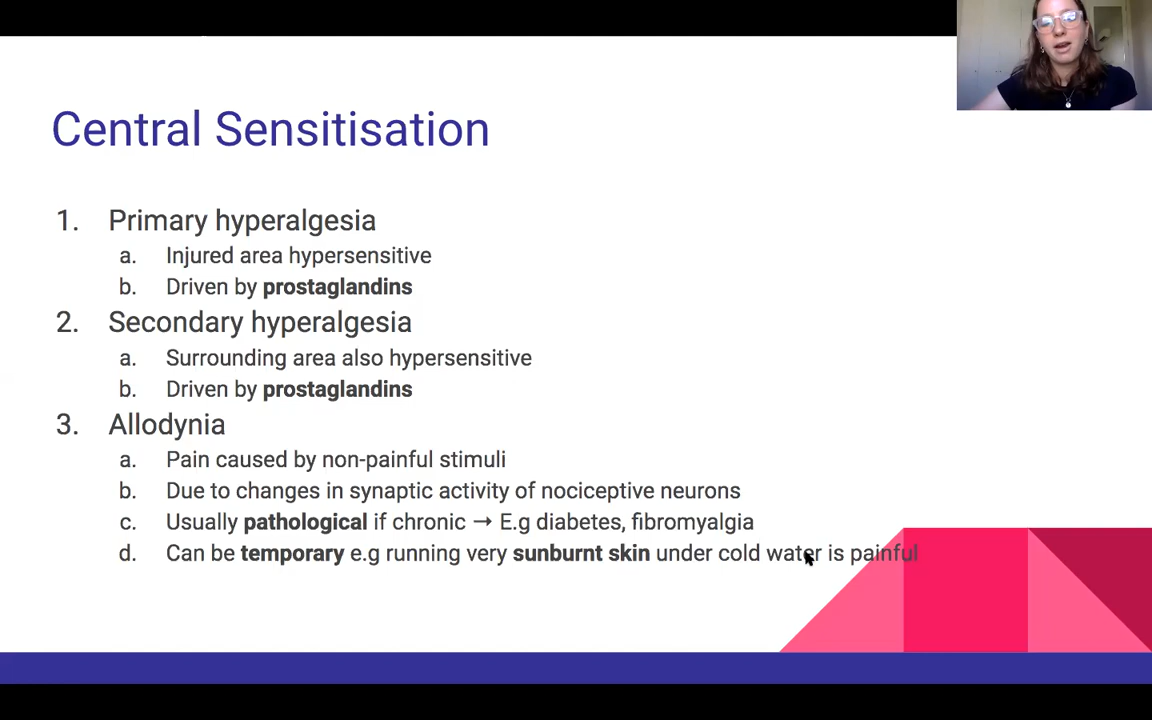 Central Sensitisation
1. Primary hyperalgesia
a. Injured area hypersensitive
b. Driven by prostaglandins
2. Secondary hyperalgesia
a. Surrounding area also hypersensitive
b. Driven by prostaglandins
3. Allodynia
a. Pain caused by non-painful stimuli
b. Due to changes in synaptic activity of nociceptive neurons
c. Usually pathological if chronic → E.g diabetes, fibromyalgia
d. Can be temporary e.g running very sunburnt skin under cold water is painful